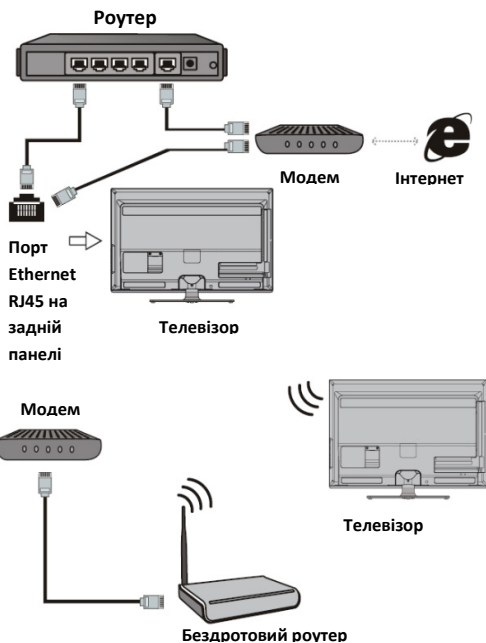 Роутер
Модем
Інтернет
Порт
Ethernet
RJ45 на
задній
панелі
Телевізор
Модем
Телевізор
Бездротовий роутер